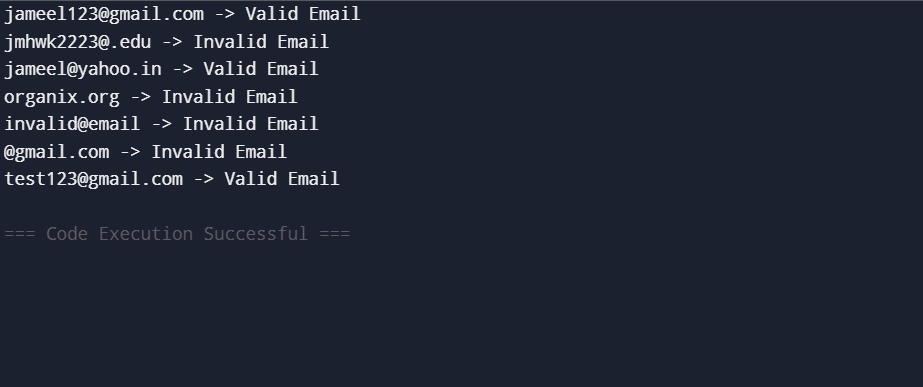 jameel123@gmail.com -> Valid Email
jmhwk2223@.edu -> Invalid Email
jameel@yahoo.in -> Valid Email
organix.org -> Invalid Email
invalid@email -> Invalid Email
@gmail.com -> Invalid Email
test123@gmail.com -> Valid Email
=== Code Execution Successful ===